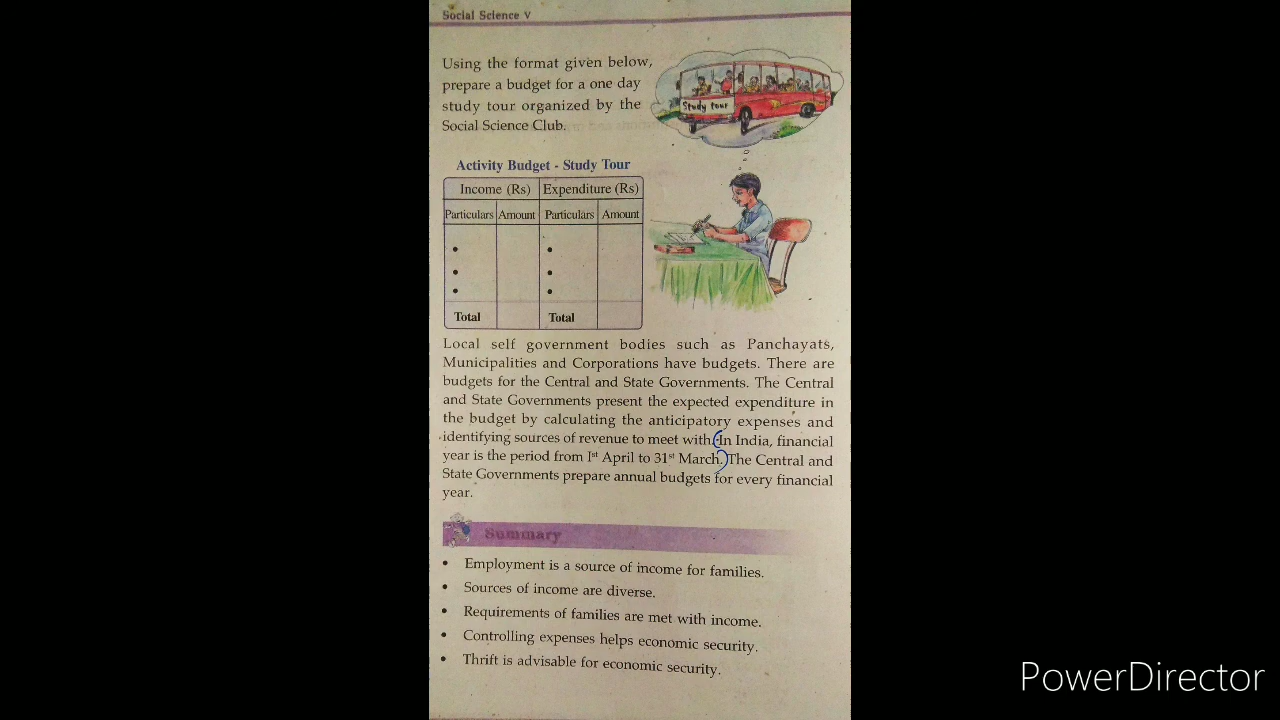 Social Science V
Using the format given below,
prepare a budget for a one day
study tour organized by the
Social Science Club.
Study tour
Activity Budget - Study Tour
Income (Rs) Expenditure (Rs)
Particulars Amount Particulars Amount
• •
• •
• •
Total Total
Local self government bodies such as Panchayats,
Municipalities and Corporations have budgets. There are
budgets for the Central and State Governments. The Central
and State Governments present the expected expenditure in
the budget by calculating the anticipatory expenses and
identifying sources of revenue to meet with. In India, financial
year is the period from Ist April to 31st March. The Central and
State Governments prepare annual budgets for every financial
year.
Summary
• Employment is a source of income for families.
• Sources of income are diverse.
• Requirements of families are met with income.
• Controlling expenses helps economic security.
• Thrift is advisable for economic security.
PowerDirector